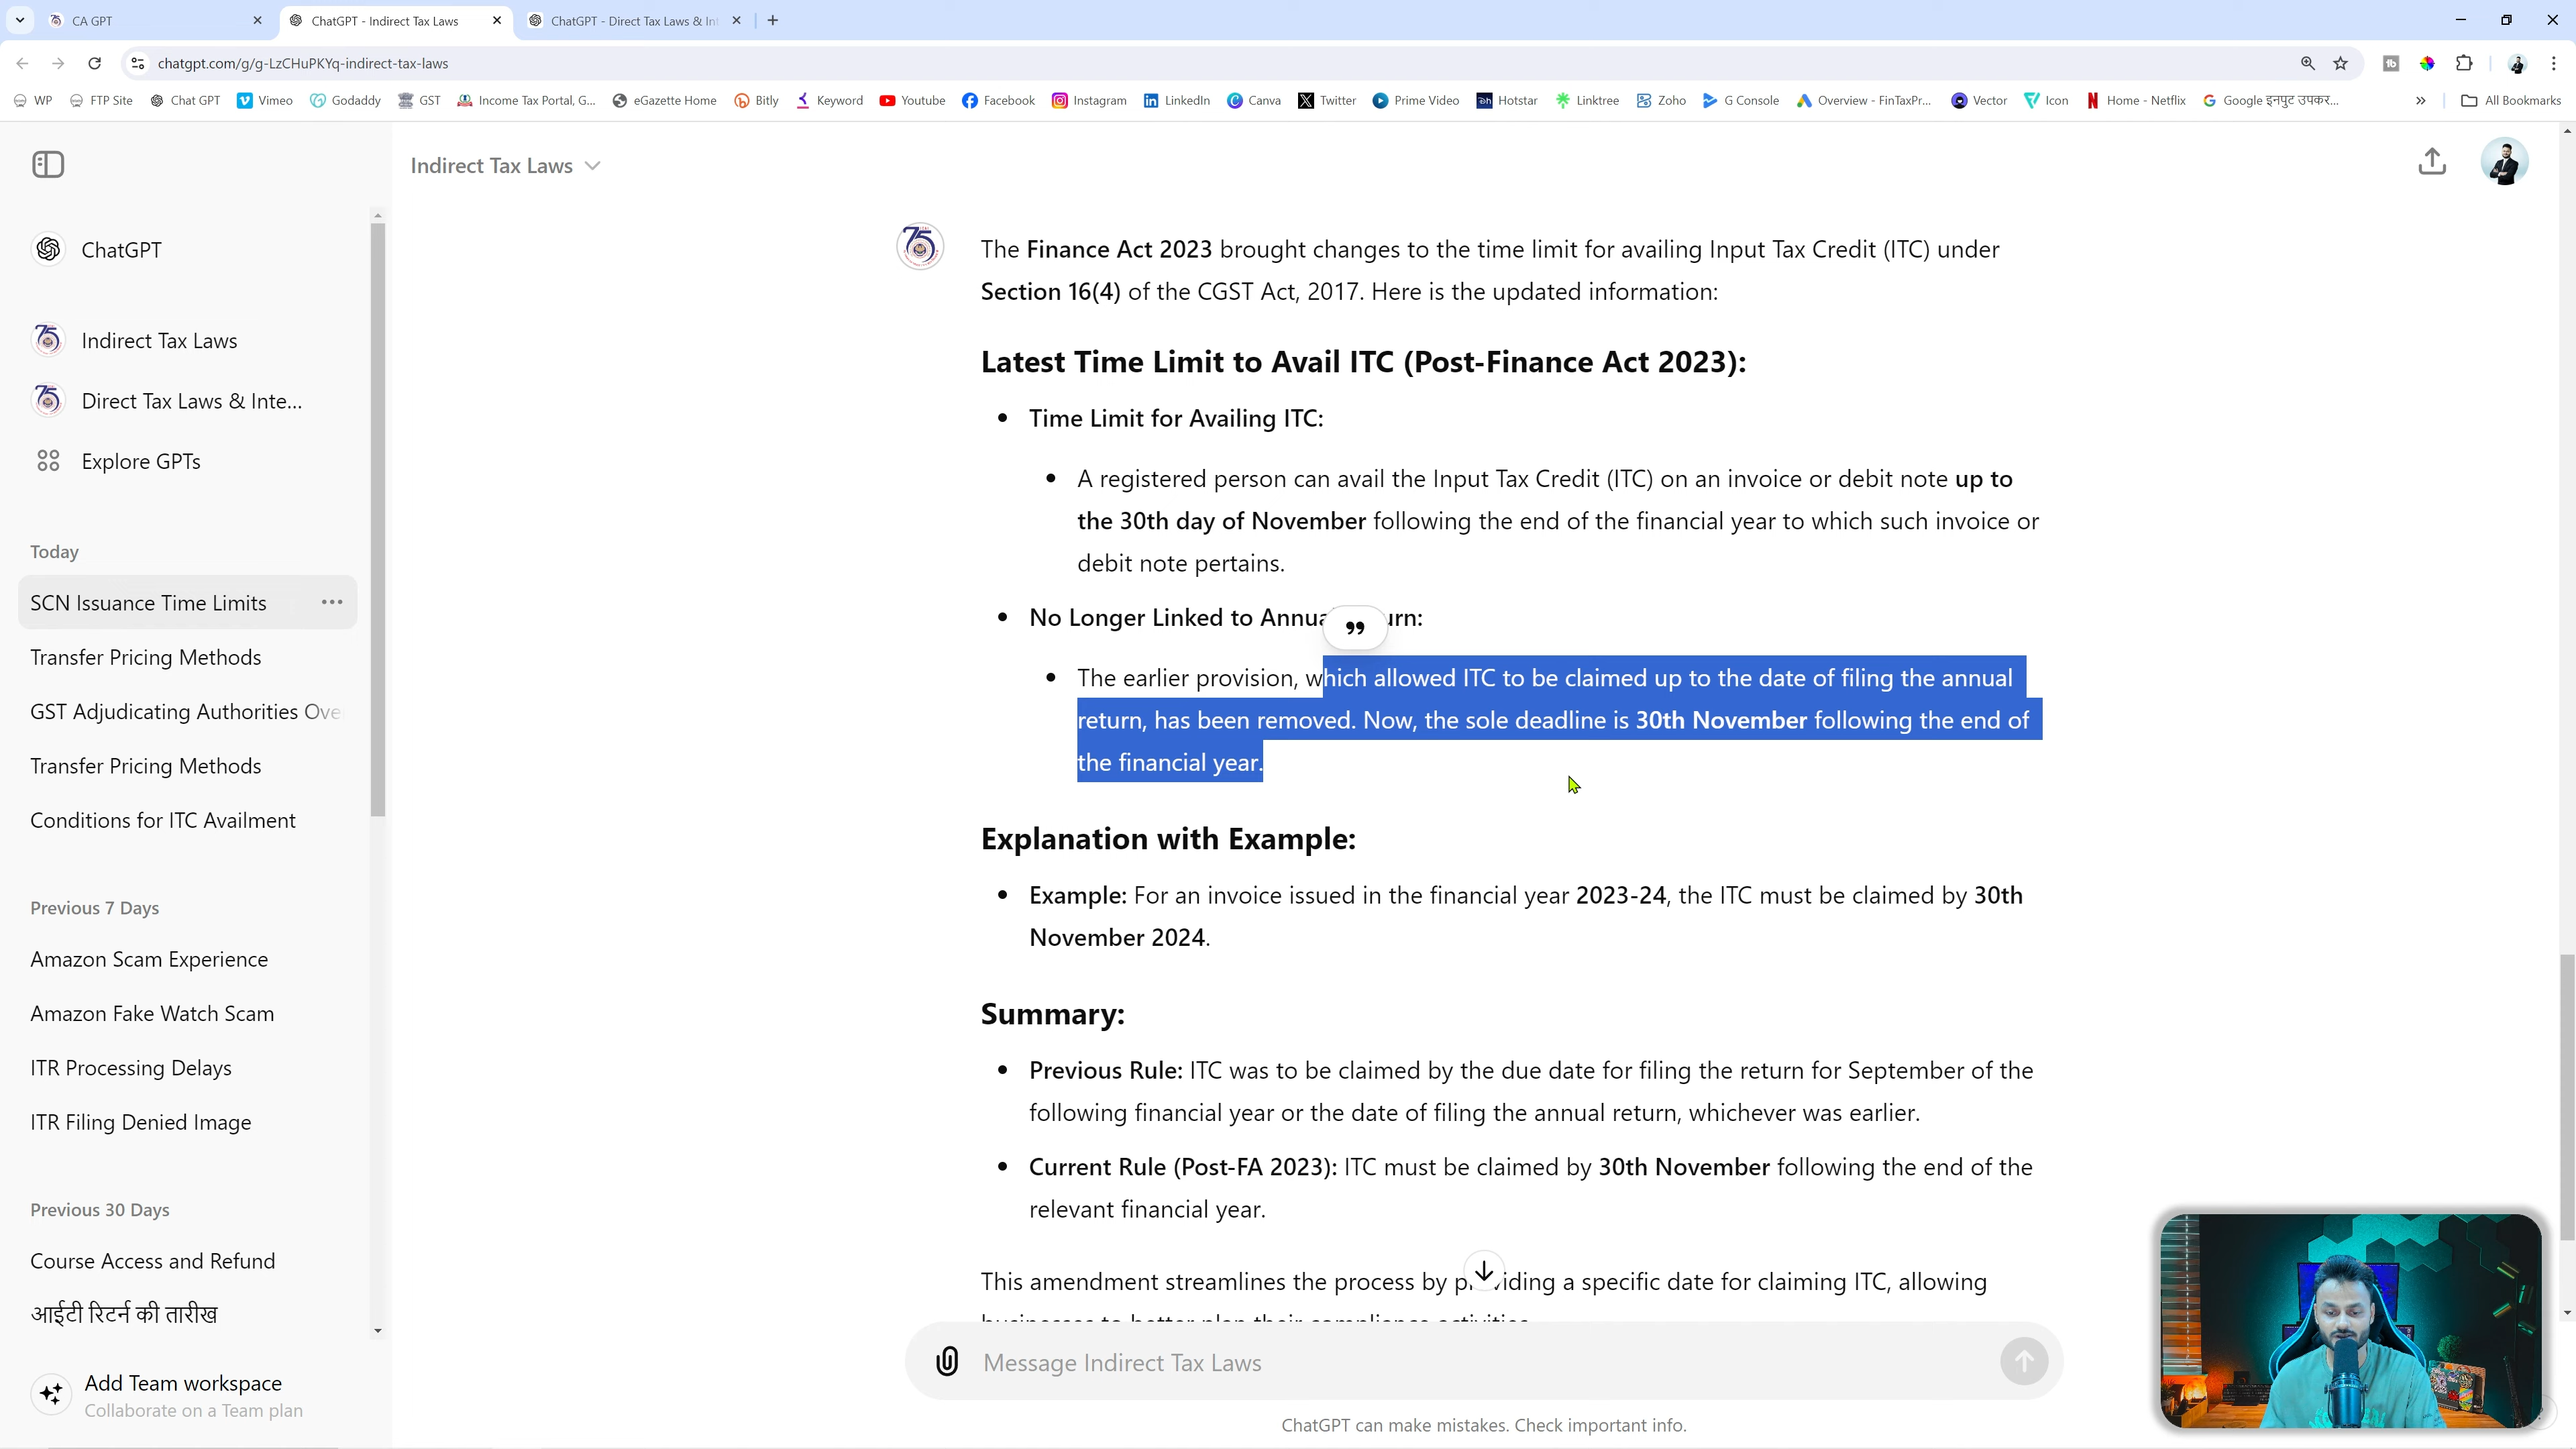 CA GPT
ChatGPT - Indirect Tax Laws
ChatGPT - Direct Tax Laws & Int
chatgpt.com/g/g-LzCHuPKYq-indirect-tax-laws
WP
FTP Site
Chat GPT
Vimeo
Godaddy
GST
Income Tax Portal, G...
eGazette Home
Bitly
Keyword
Youtube
Facebook
Instagram
LinkedIn
Canva
Twitter
Prime Video
Hotstar
Linktree
Zoho
G Console
Overview - FinTaxPr...
Vector
Icon
Home - Netflix
Google इनपुट उपकर...
All Bookmarks
Indirect Tax Laws
ChatGPT
Indirect Tax Laws
Direct Tax Laws & Inte...
Explore GPTs
Today
SCN Issuance Time Limits
Transfer Pricing Methods
GST Adjudicating Authorities Ove
Transfer Pricing Methods
Conditions for ITC Availment
Previous 7 Days
Amazon Scam Experience
Amazon Fake Watch Scam
ITR Processing Delays
ITR Filing Denied Image
Previous 30 Days
Course Access and Refund
आईटी रिटर्न की तारीख
Add Team workspace
Collaborate on a Team plan
The Finance Act 2023 brought changes to the time limit for availing Input Tax Credit (ITC) under
Section 16(4) of the CGST Act, 2017. Here is the updated information:
Latest Time Limit to Avail ITC (Post-Finance Act 2023):
Time Limit for Availing ITC:
A registered person can avail the Input Tax Credit (ITC) on an invoice or debit note up to
the 30th day of November following the end of the financial year to which such invoice or
debit note pertains.
No Longer Linked to Annua urn:
The earlier provision, which allowed ITC to be claimed up to the date of filing the annual
return, has been removed. Now, the sole deadline is 30th November following the end of
the financial year.
Explanation with Example:
Example: For an invoice issued in the financial year 2023-24, the ITC must be claimed by 30th
November 2024.
Summary:
Previous Rule: ITC was to be claimed by the due date for filing the return for September of the
following financial year or the date of filing the annual return, whichever was earlier.
Current Rule (Post-FA 2023): ITC must be claimed by 30th November following the end of the
relevant financial year.
This amendment streamlines the process by p iding a specific date for claiming ITC, allowing
Message Indirect Tax Laws
ChatGPT can make mistakes. Check important info.